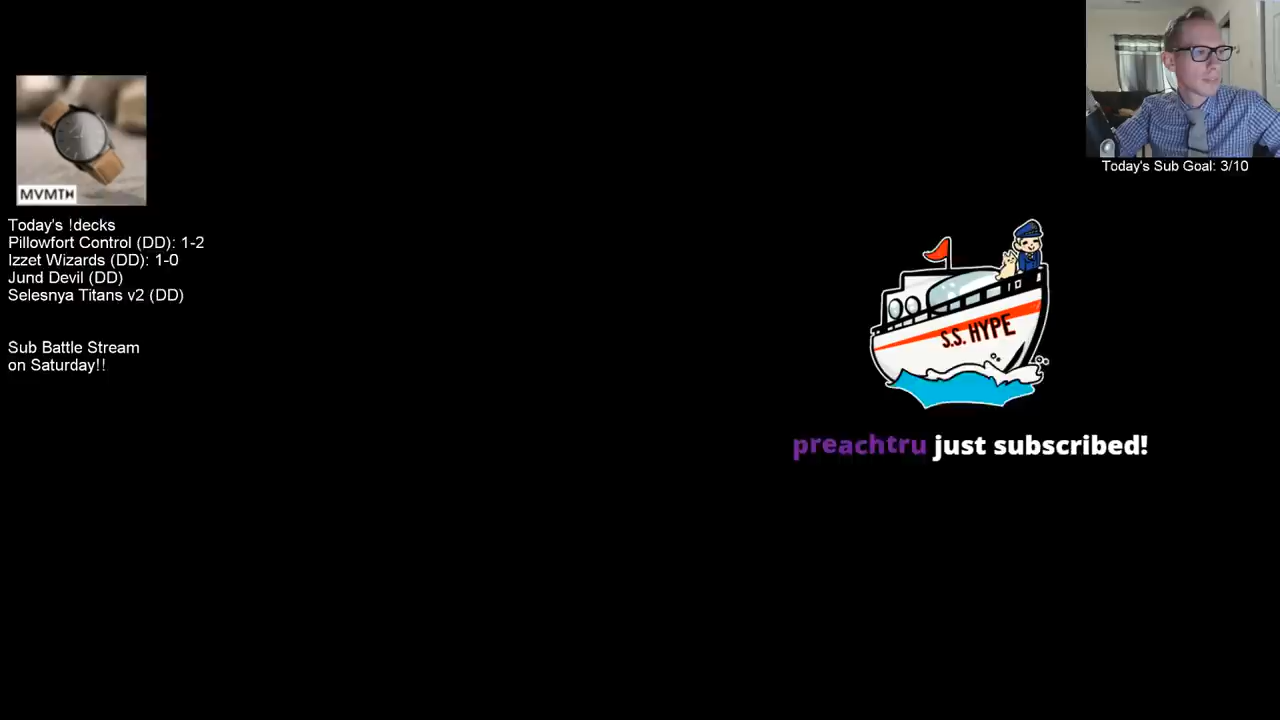 MVMTH
Today's !decks
Pillowfort Control (DD): 1-2
Izzet Wizards (DD): 1-0
Jund Devil (DD)
Selesnya Titans v2 (DD)
Sub Battle Stream
on Saturday!!
Today's Sub Goal: 3/10
S.S. HYPE
preachtru just subscribed!